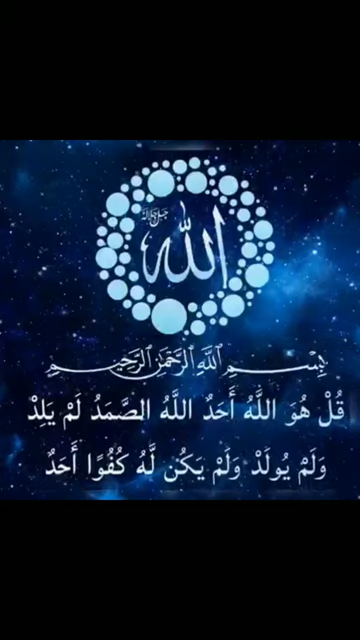 الله
جل جلاله
بِسْمِ اللَّهِ الرَّحْمَٰنِ الرَّحِيمِ
قُلْ هُوَ اللَّهُ أَحَدٌ اللَّهُ الصَّمَدُ لَمْ يَلِدْ
وَلَمْ يُولَدْ وَلَمْ يَكُن لَّهُ كُفُوًا أَحَدٌ